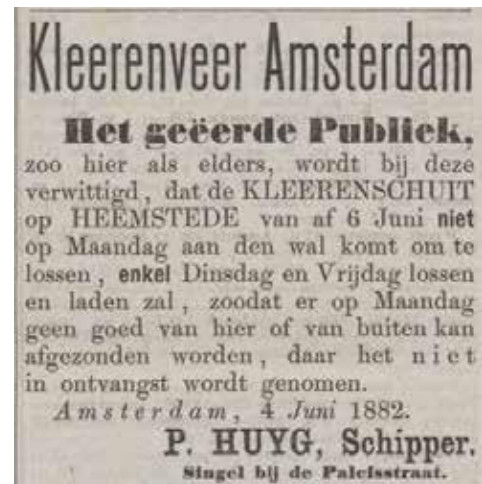 Kleerenveer Amsterdam
Het geëerde Publiek,
zoo hier als elders, wordt bij deze
verwittigd, dat de KLEERENSCHUIT
op HEEMSTEDE van af 6 Juni niet
op Maandag aan den wal komt om te
lossen, enkel Dinsdag en Vrijdag lossen
en laden zal, zoodat er op Maandag
geen goed van hier of van buiten kan
afgezonden worden, daar het niet
in ontvangst wordt genomen.
Amsterdam, 4 Juni 1882.
P. HUYG, Schipper.
Singel bij de Paleisstraat.